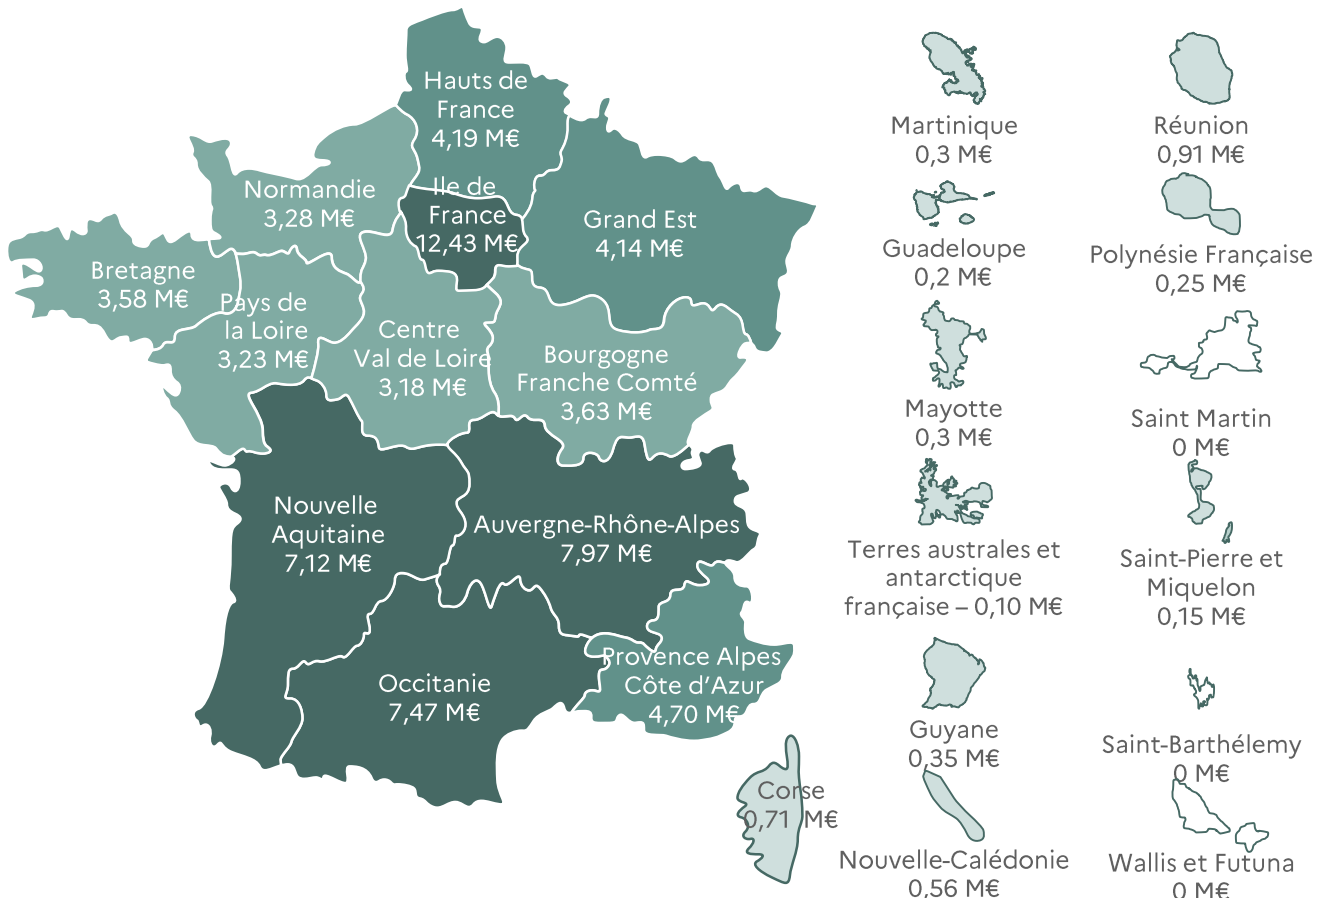 Hauts de
France
4,19 M€
Normandie
3,28 M€
Ile de
France
12,43 M€
Grand Est
4,14 M€
Bretagne
3,58 M€
Pays de
la Loire
3,23 M€
Centre
Val de Loire
3,18 M€
Bourgogne
Franche Comté
3,63 M€
Nouvelle
Aquitaine
7,12 M€
Auvergne-Rhône-Alpes
7,97 M€
Occitanie
7,47 M€
Provence Alpes
Côte d’Azur
4,70 M€
Corse
0,71 M€
Martinique
0,3 M€
Réunion
0,91 M€
Guadeloupe
0,2 M€
Polynésie Française
0,25 M€
Mayotte
0,3 M€
Saint Martin
0 M€
Terres australes et
antarctique
française – 0,10 M€
Saint-Pierre et
Miquelon
0,15 M€
Guyane
0,35 M€
Saint-Barthélemy
0 M€
Nouvelle-Calédonie
0,56 M€
Wallis et Futuna
0 M€